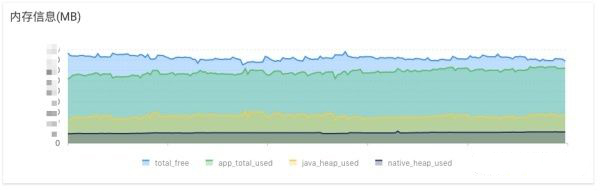 内存信息(MB)
0
total_free app_total_used java_heap_used native_heap_used